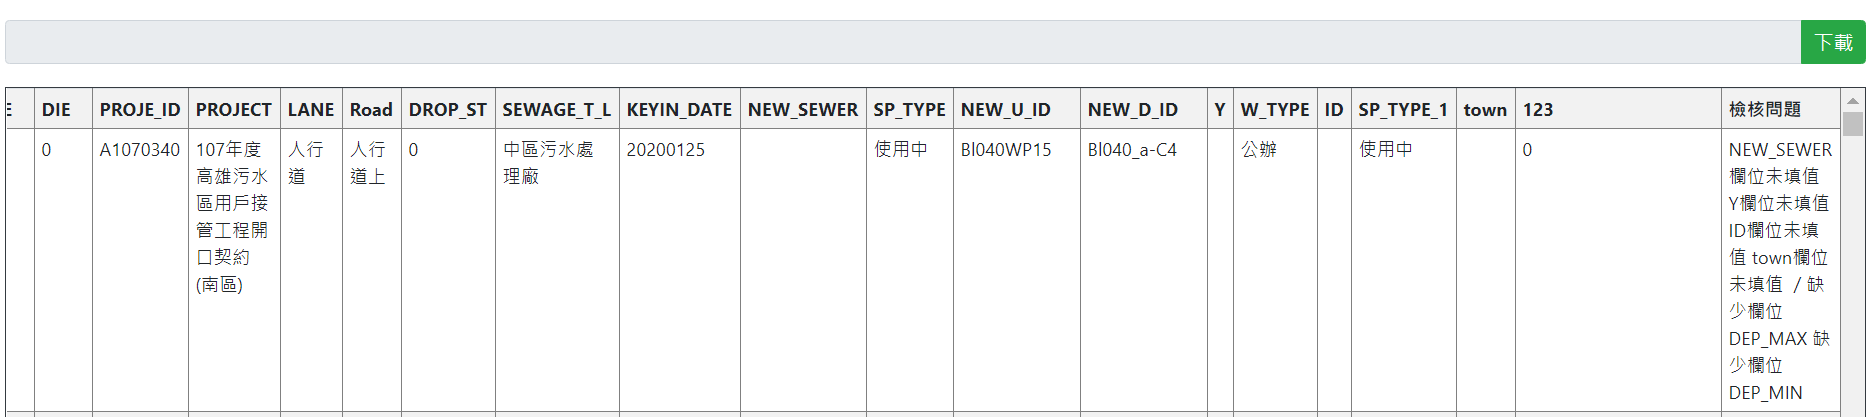 下載
E DIE PROJE_ID PROJECT LANE Road DROP_ST SEWAGE_T_L KEYIN_DATE NEW_SEWER SP_TYPE NEW_U_ID NEW_D_ID Y W_TYPE ID SP_TYPE_1 town 123 檢核問題
0 A1070340 107年度 人行 人行 0 中區污水處 20200125 使用中 BI040WP15 BI040_a-C4 公辦 使用中 0 NEW_SEWER
高雄污水 道 道上 理廠 欄位未填值
區用戶接 Y欄位未填值
管工程開 ID欄位未填
口契約 值 town欄位
(南區) 未填值 / 缺
少欄位
DEP_MAX 缺
少欄位
DEP_MIN